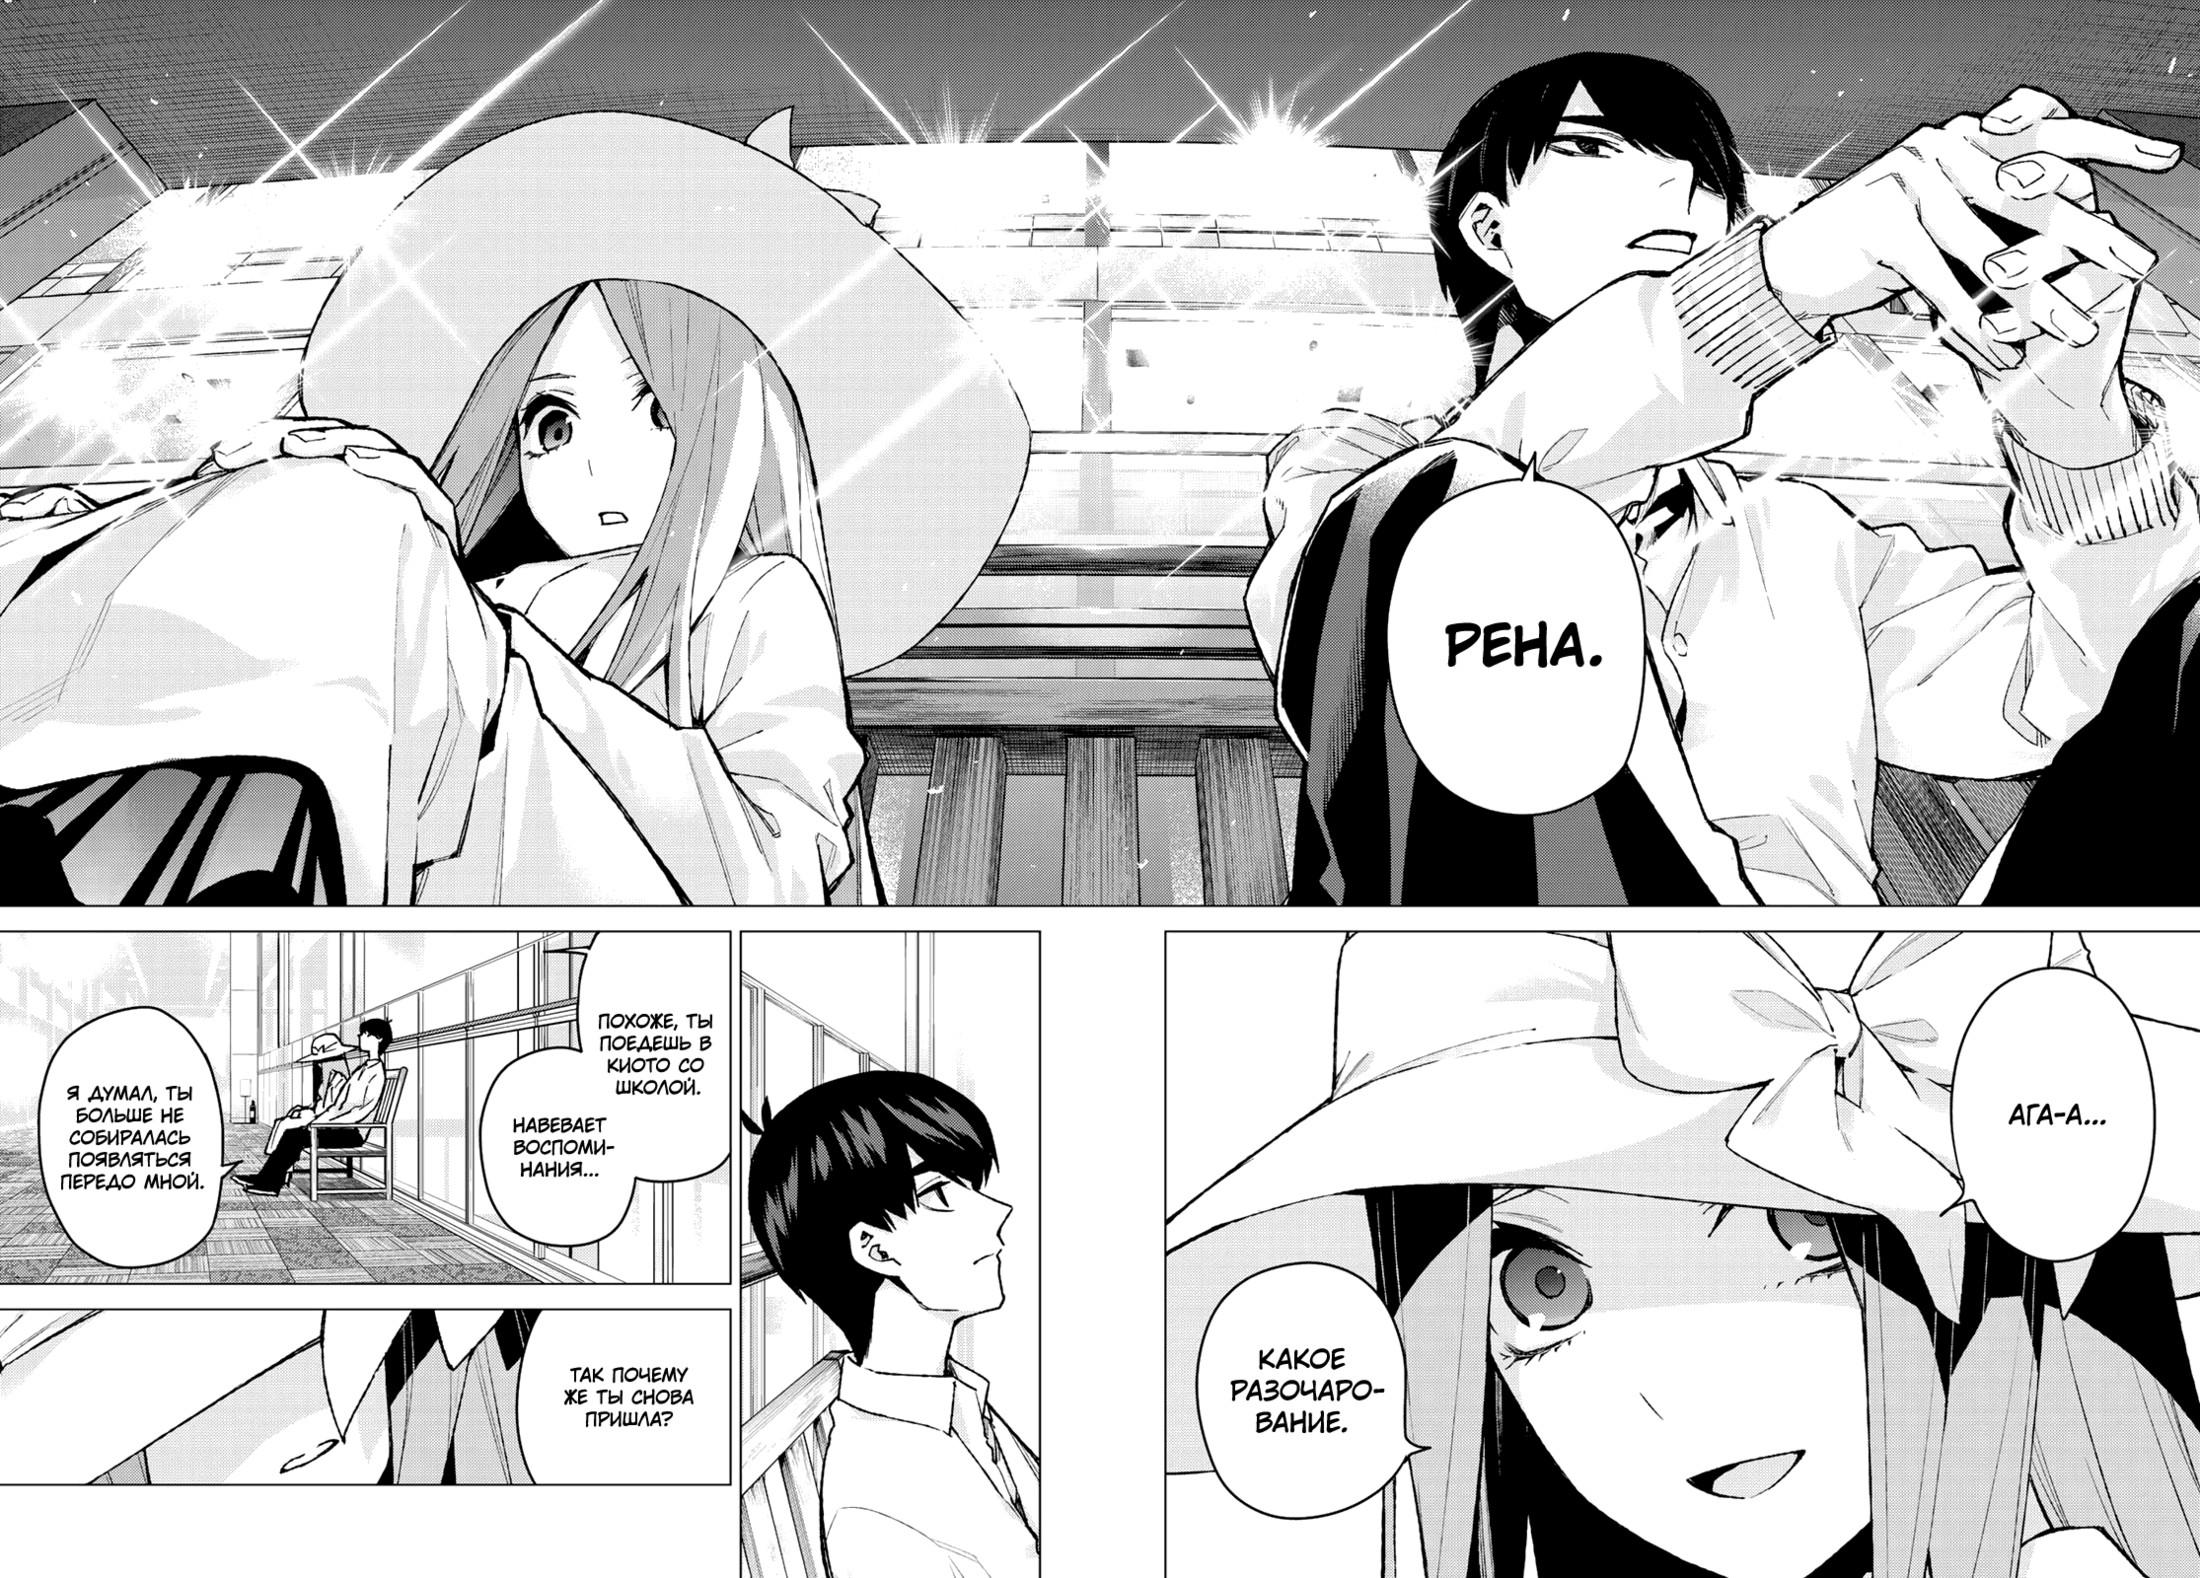 РЕНА.
АГА-А...
КАКОЕ
РАЗОЧАРО-
ВАНИЕ.
ПОХОЖЕ, ТЫ
ПОЕДЕШЬ В
КИОТО СО
ШКОЛОЙ.
НАВЕВАЕТ
ВОСПОМИ-
НАНИЯ...
Я ДУМАЛ, ТЫ
БОЛЬШЕ НЕ
СОБИРАЛАСЬ
ПОЯВЛЯТЬСЯ
ПЕРЕДО МНОЙ.
ТАК ПОЧЕМУ
ЖЕ ТЫ СНОВА
ПРИШЛА?